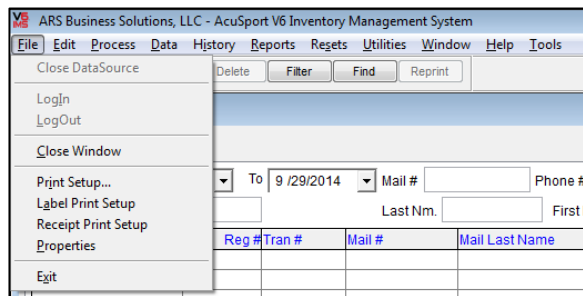 V6 IMS ARS Business Solutions, LLC - AcuSport V6 Inventory Management System
File Edit Process Data History Reports Resets Utilities Window Help Tools
Close DataSource
Delete Filter Find Reprint
LogIn
LogOut
Close Window
Print Setup...
To 9 /29/2014 Mail # Phone #
Label Print Setup
Last Nm. First
Receipt Print Setup
Properties
Reg # Tran # Mail # Mail Last Name
Exit